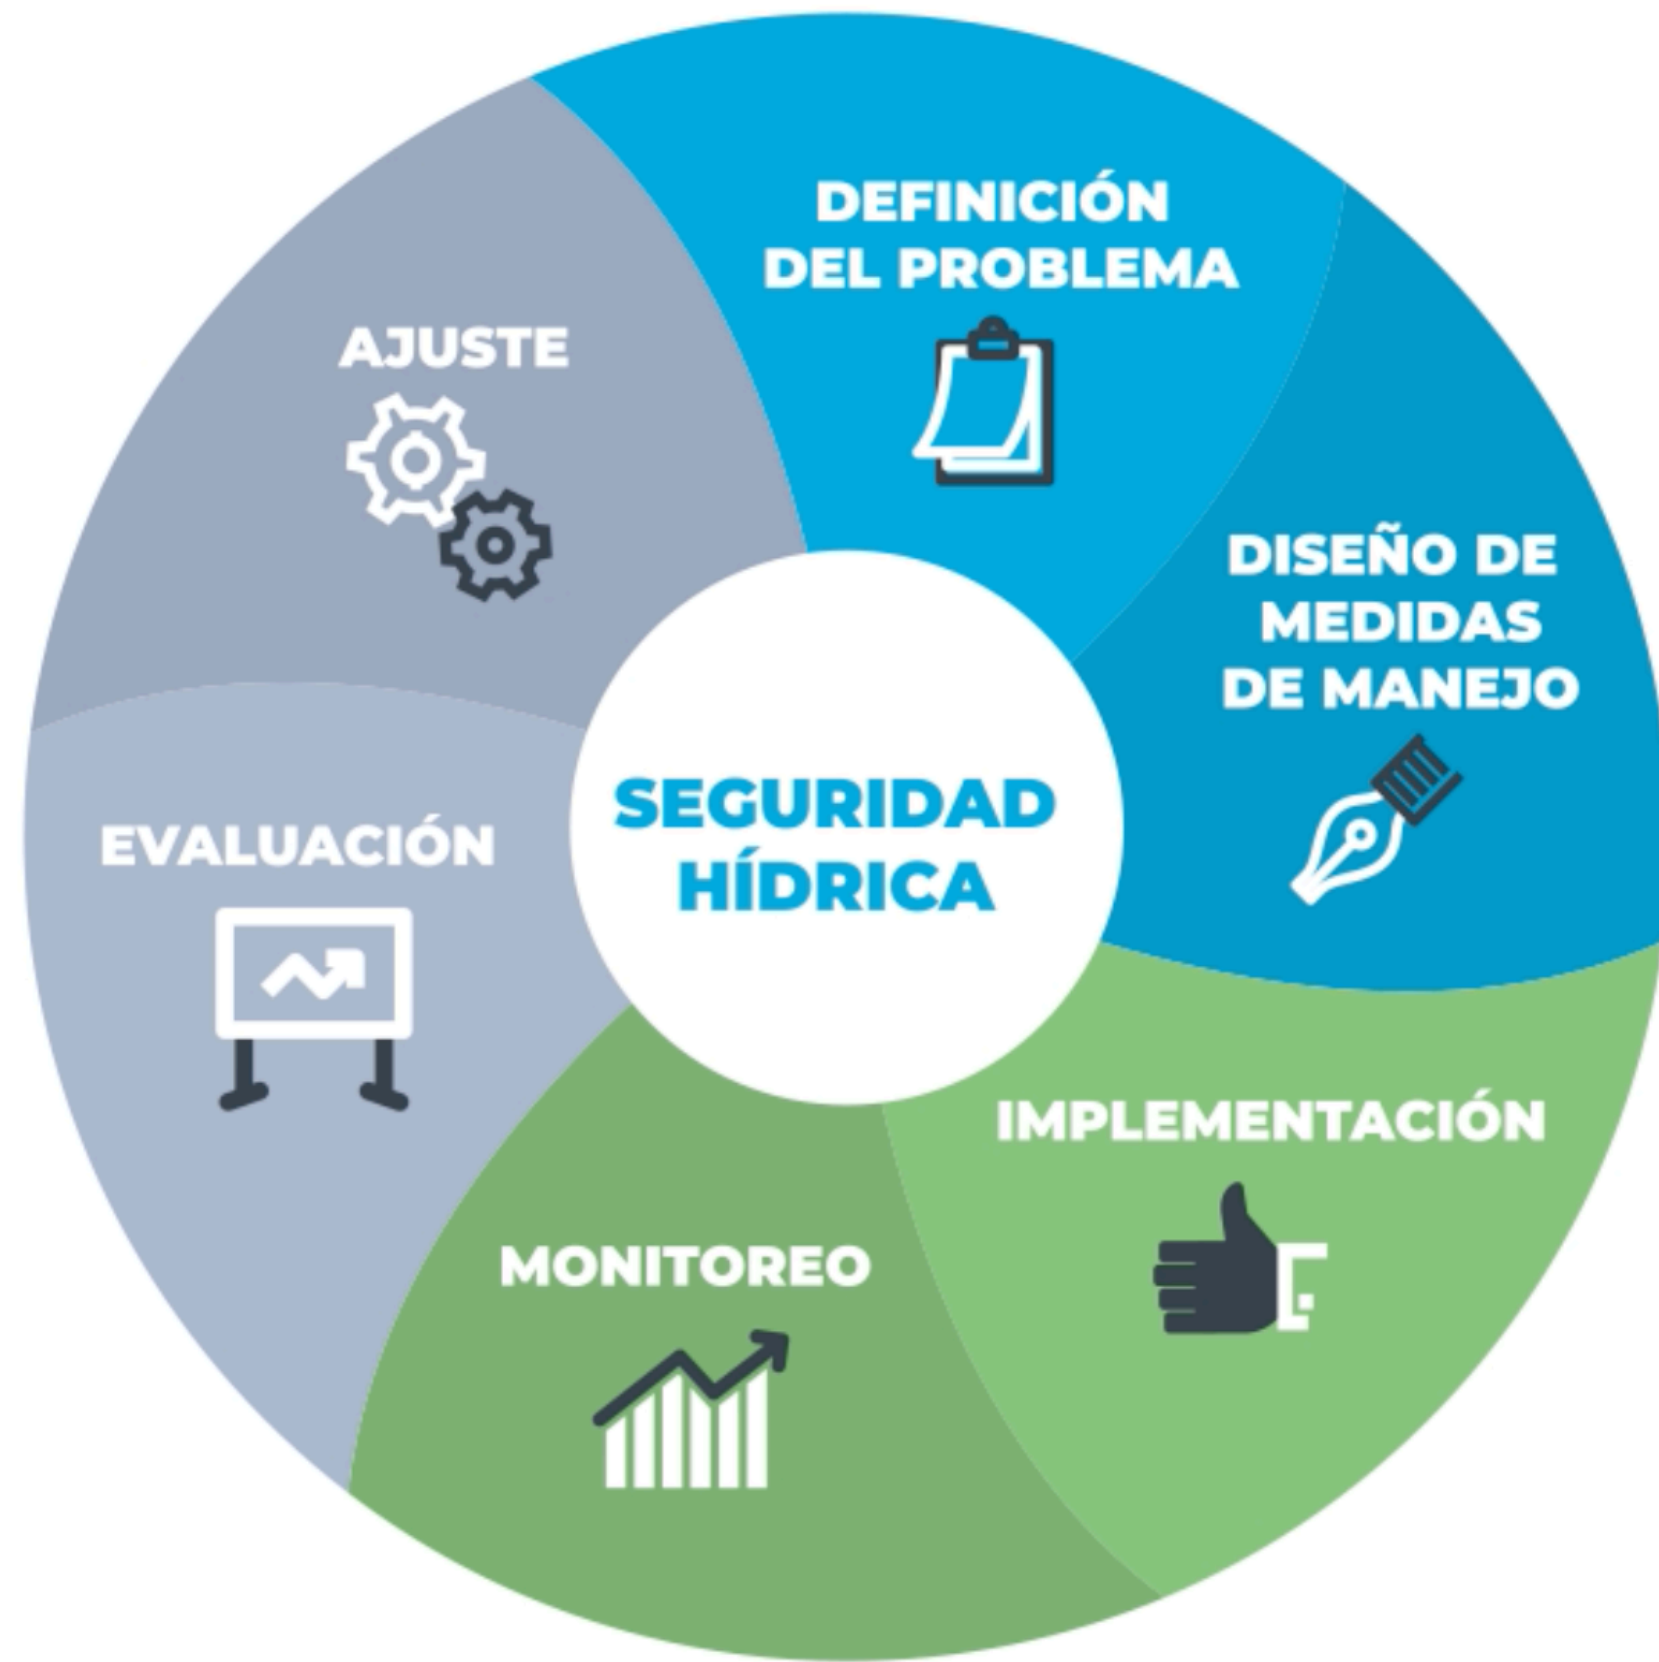 DEFINICIÓN
DEL PROBLEMA
DISEÑO DE
MEDIDAS
DE MANEJO
IMPLEMENTACIÓN
MONITOREO
EVALUACIÓN
AJUSTE
SEGURIDAD
HÍDRICA